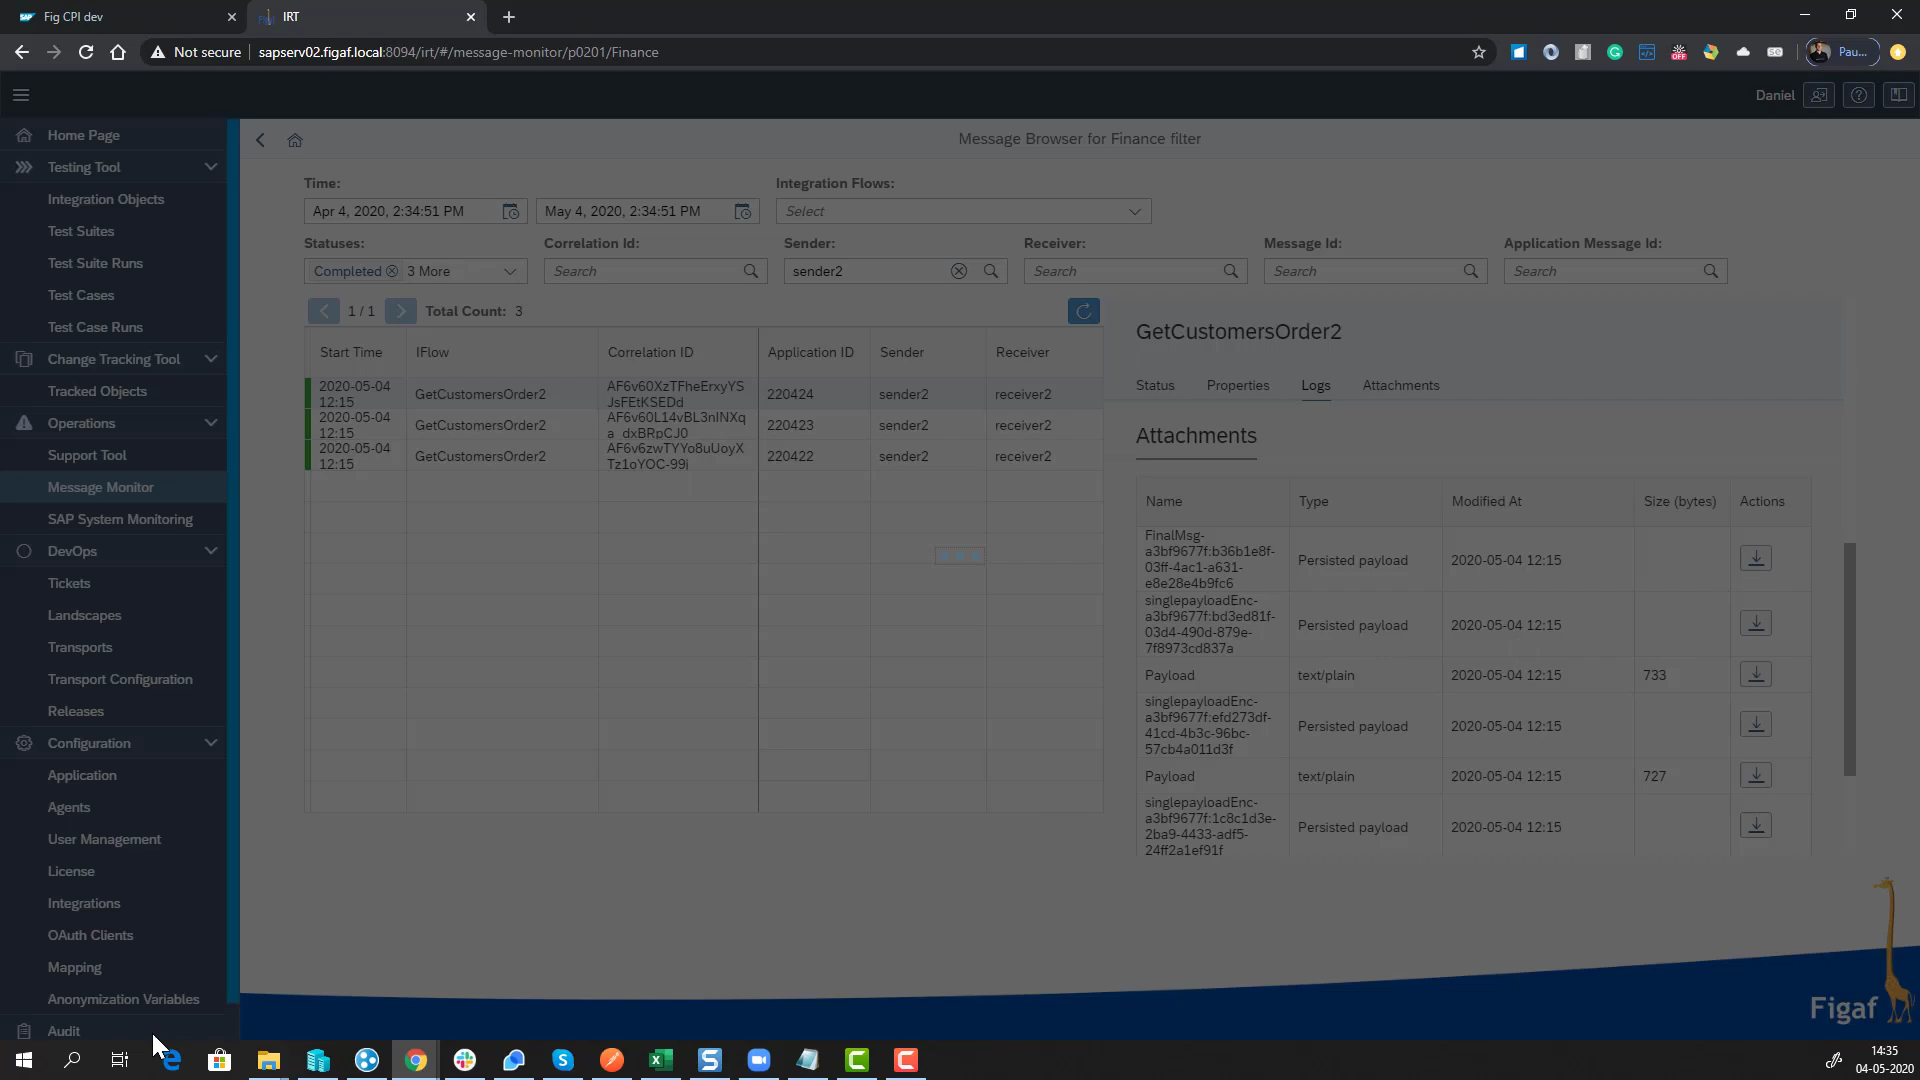 Fig CPI dev
IRT
Not secure
sapserv02.figaf.local:8094/irt/#/message-monitor/p0201/Finance
OFF
Pau...
Daniel
Home Page
Testing Tool
Integration Objects
Test Suites
Test Suite Runs
Test Cases
Test Case Runs
Change Tracking Tool
Tracked Objects
Operations
Support Tool
Message Monitor
SAP System Monitoring
DevOps
Tickets
Landscapes
Transports
Transport Configuration
Releases
Configuration
Application
Agents
User Management
License
Integrations
OAuth Clients
Mapping
Anonymization Variables
Audit
Message Browser for Finance filter
Time:
Integration Flows:
Apr 4, 2020, 2:34:51 PM
May 4, 2020, 2:34:51 PM
Select
Statuses:
Correlation Id:
Sender:
Receiver:
Message Id:
Application Message Id:
Completed
3 More
Search
sender2
Search
Search
Search
1 / 1
Total Count: 3
Start Time
IFlow
Correlation ID
Application ID
Sender
Receiver
2020-05-04
12:15
GetCustomersOrder2
AF6v60XzTFheErxyYS
JsFEtKSEDd
220424
sender2
receiver2
2020-05-04
12:15
GetCustomersOrder2
AF6v60L14vBL3nINXq
a_dxBRpCJ0
220423
sender2
receiver2
2020-05-04
12:15
GetCustomersOrder2
AF6v6zwTYYo8uUoyX
Tz1oYOC-99j
220422
sender2
receiver2
GetCustomersOrder2
Status
Properties
Logs
Attachments
Attachments
Name
Type
Modified At
Size (bytes)
Actions
FinalMsg-
a3bf9677f:b36b1e8f-
03ff-4ac1-a631-
e8e28e4b9fc6
Persisted payload
2020-05-04 12:15
singlepayloadEnc-
a3bf9677f:bd3ed81f-
03d4-490d-879e-
7f8973cd837a
Persisted payload
2020-05-04 12:15
Payload
text/plain
2020-05-04 12:15
733
singlepayloadEnc-
a3bf9677f:efd273df-
41cd-4b3c-96bc-
57cb4a011d3f
Persisted payload
2020-05-04 12:15
Payload
text/plain
2020-05-04 12:15
727
singlepayloadEnc-
a3bf9677f:1c8c1d3e-
2ba9-4433-adf5-
24ff2a1ef91f
Persisted payload
2020-05-04 12:15
Figaf
14:35
04-05-2020